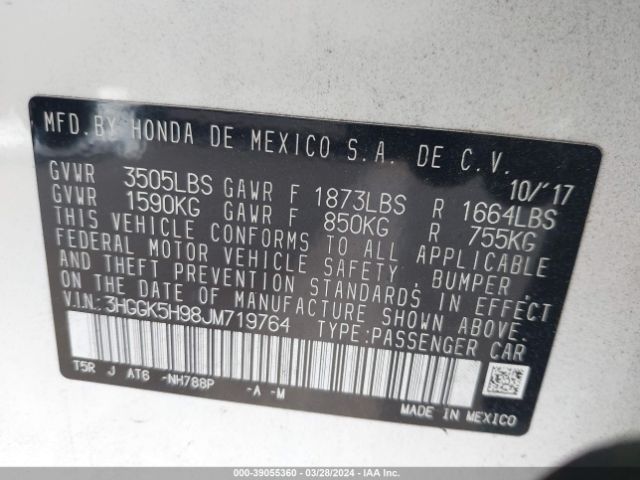 MFD. BY HONDA DE MEXICO S.A. DE C.V.
10/'17
GVWR 3505LBS GAWR F 1873LBS R 1664LBS
GVWR 1590KG GAWR F 850KG R 755KG
THIS VEHICLE CONFORMS TO ALL APPLICABLE
FEDERAL MOTOR VEHICLE SAFETY, BUMPER,
AND THEFT PREVENTION STANDARDS IN EFFECT
ON THE DATE OF MANUFACTURE SHOWN ABOVE.
V.I.N: 3HGGK5H98JM719764 TYPE:PASSENGER CAR
T5R J AT6 -NH788P -A -M
MADE IN MEXICO
000-39055360 - 03/28/2024 - IAA Inc.